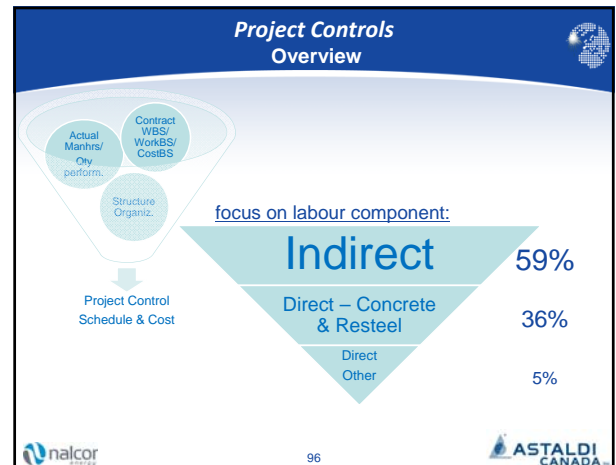 Project Controls
Overview
Actual
Manhrs/
Qty
perform.
Contract
WBS/
WorkBS/
CostBS
Structure
Organiz.
Project Control
Schedule & Cost
focus on labour component:
Indirect
59%
Direct – Concrete
& Resteel
36%
Direct
Other
5%
nalcor
energy
96
ASTALDI
CANADA